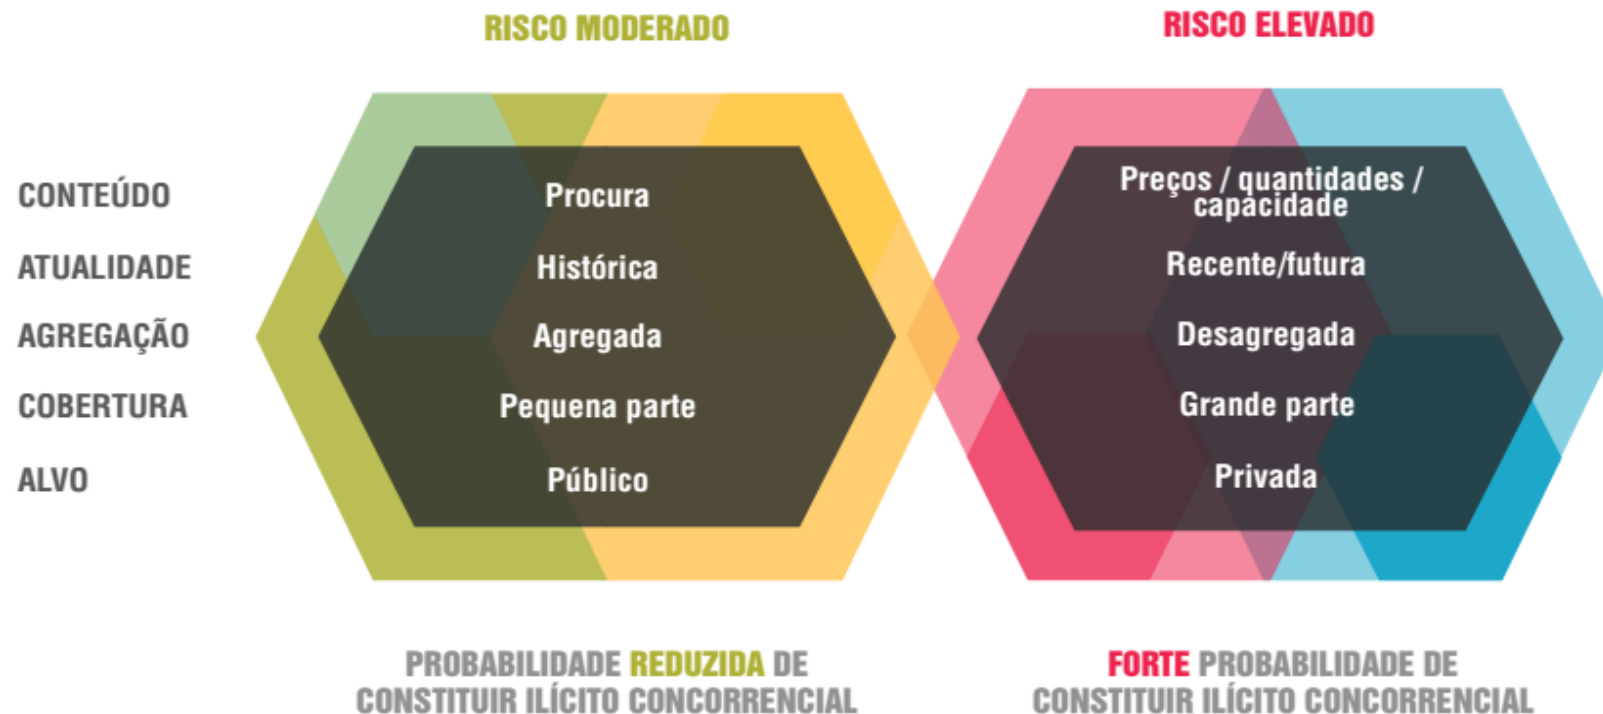 RISCO MODERADO
RISCO ELEVADO
CONTEÚDO
Procura
Preços / quantidades /
capacidade
ATUALIDADE
Histórica
Recente/futura
AGREGAÇÃO
Agregada
Desagregada
COBERTURA
Pequena parte
Grande parte
ALVO
Público
Privada
PROBABILIDADE REDUZIDA DE
CONSTITUIR ILÍCITO CONCORRENCIAL
FORTE PROBABILIDADE DE
CONSTITUIR ILÍCITO CONCORRENCIAL